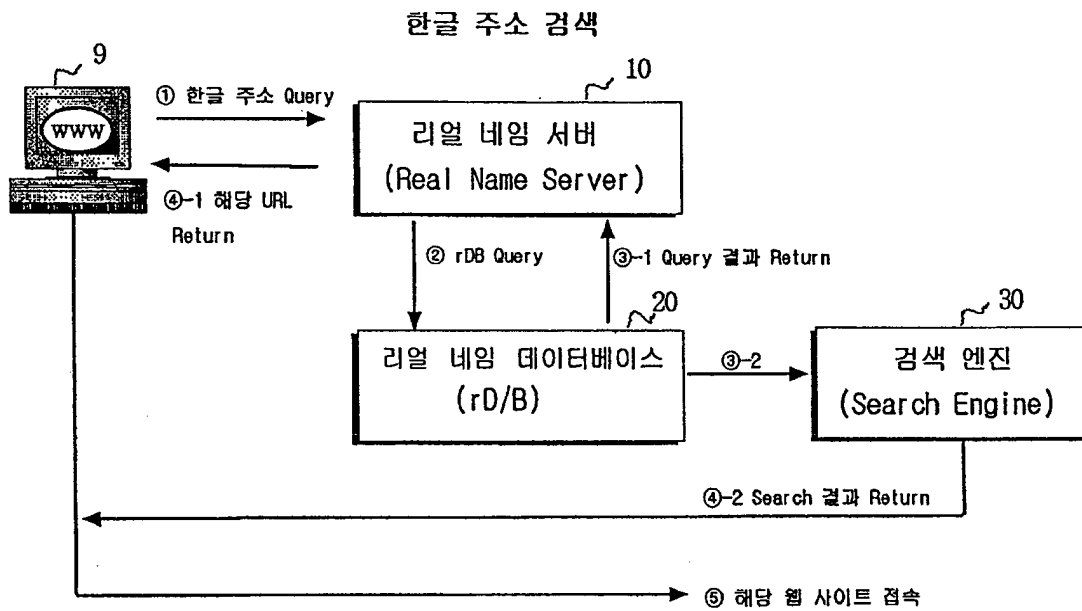 한글 주소 검색
9
WWW
① 한글 주소 Query
10
리얼 네임 서버
(Real Name Server)
④-1 해당 URL
Return
② rDB Query
③-1 Query 결과 Return
20
리얼 네임 데이터베이스
(rD/B)
③-2
30
검색 엔진
(Search Engine)
④-2 Search 결과 Return
⑤ 해당 웹 사이트 접속